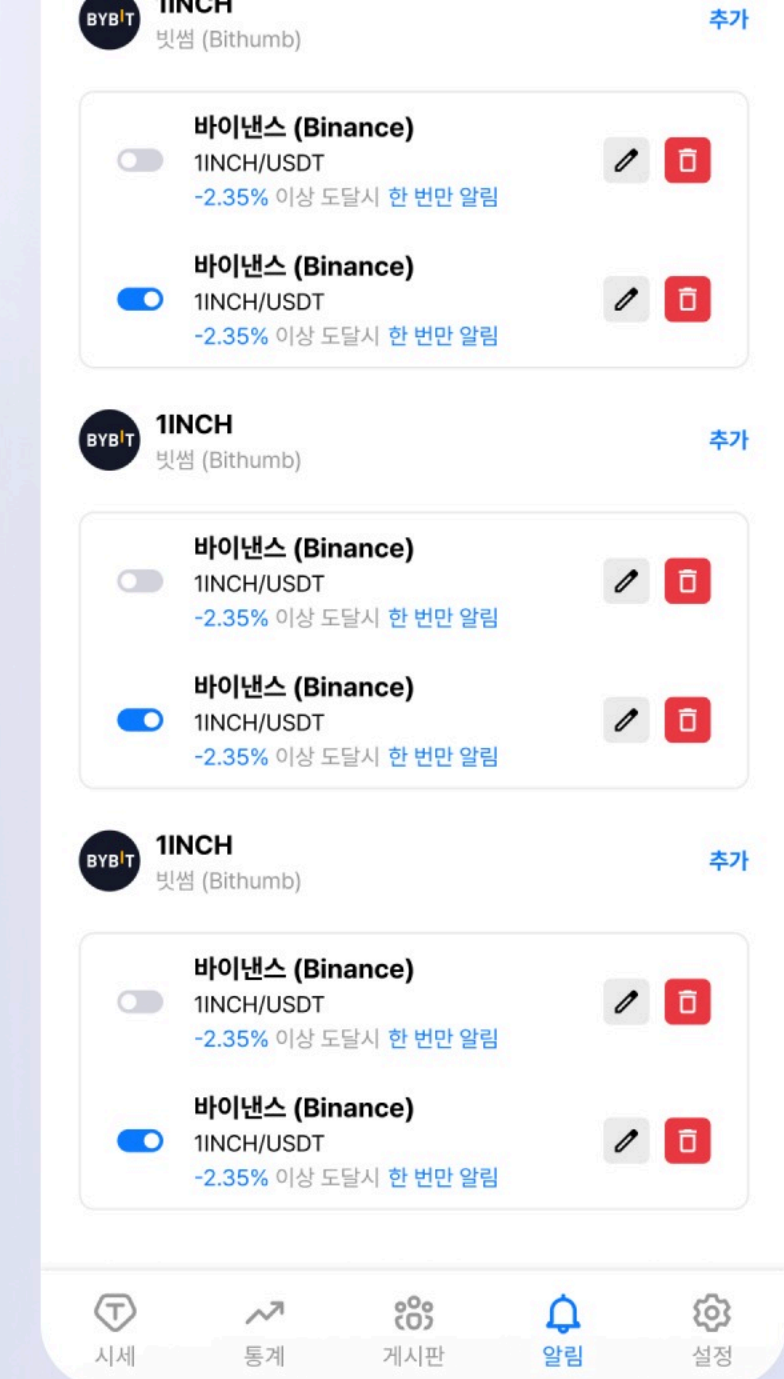 BYBIT
1INCH
추가
빗썸 (Bithumb)
바이낸스 (Binance)
1INCH/USDT
-2.35% 이상 도달시 한 번만 알림
바이낸스 (Binance)
1INCH/USDT
-2.35% 이상 도달시 한 번만 알림
BYBIT
1INCH
추가
빗썸 (Bithumb)
바이낸스 (Binance)
1INCH/USDT
-2.35% 이상 도달시 한 번만 알림
바이낸스 (Binance)
1INCH/USDT
-2.35% 이상 도달시 한 번만 알림
BYBIT
1INCH
추가
빗썸 (Bithumb)
바이낸스 (Binance)
1INCH/USDT
-2.35% 이상 도달시 한 번만 알림
바이낸스 (Binance)
1INCH/USDT
-2.35% 이상 도달시 한 번만 알림
시세 통계 게시판 알림 설정